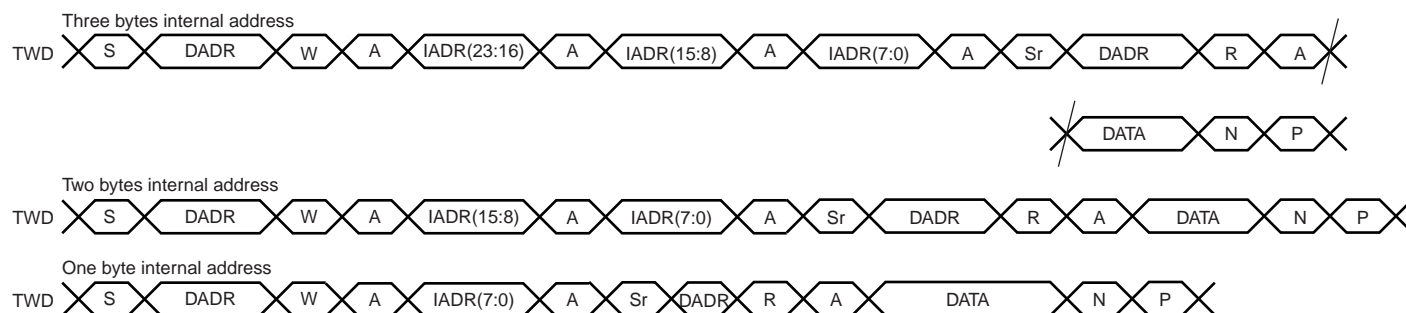 Three bytes internal address
TWD S DADR W A IADR(23:16) A IADR(15:8) A IADR(7:0) A Sr DADR R A
DATA N P
Two bytes internal address
TWD S DADR W A IADR(15:8) A IADR(7:0) A Sr DADR R A DATA N P
One byte internal address
TWD S DADR W A IADR(7:0) A Sr DADR R A DATA N P